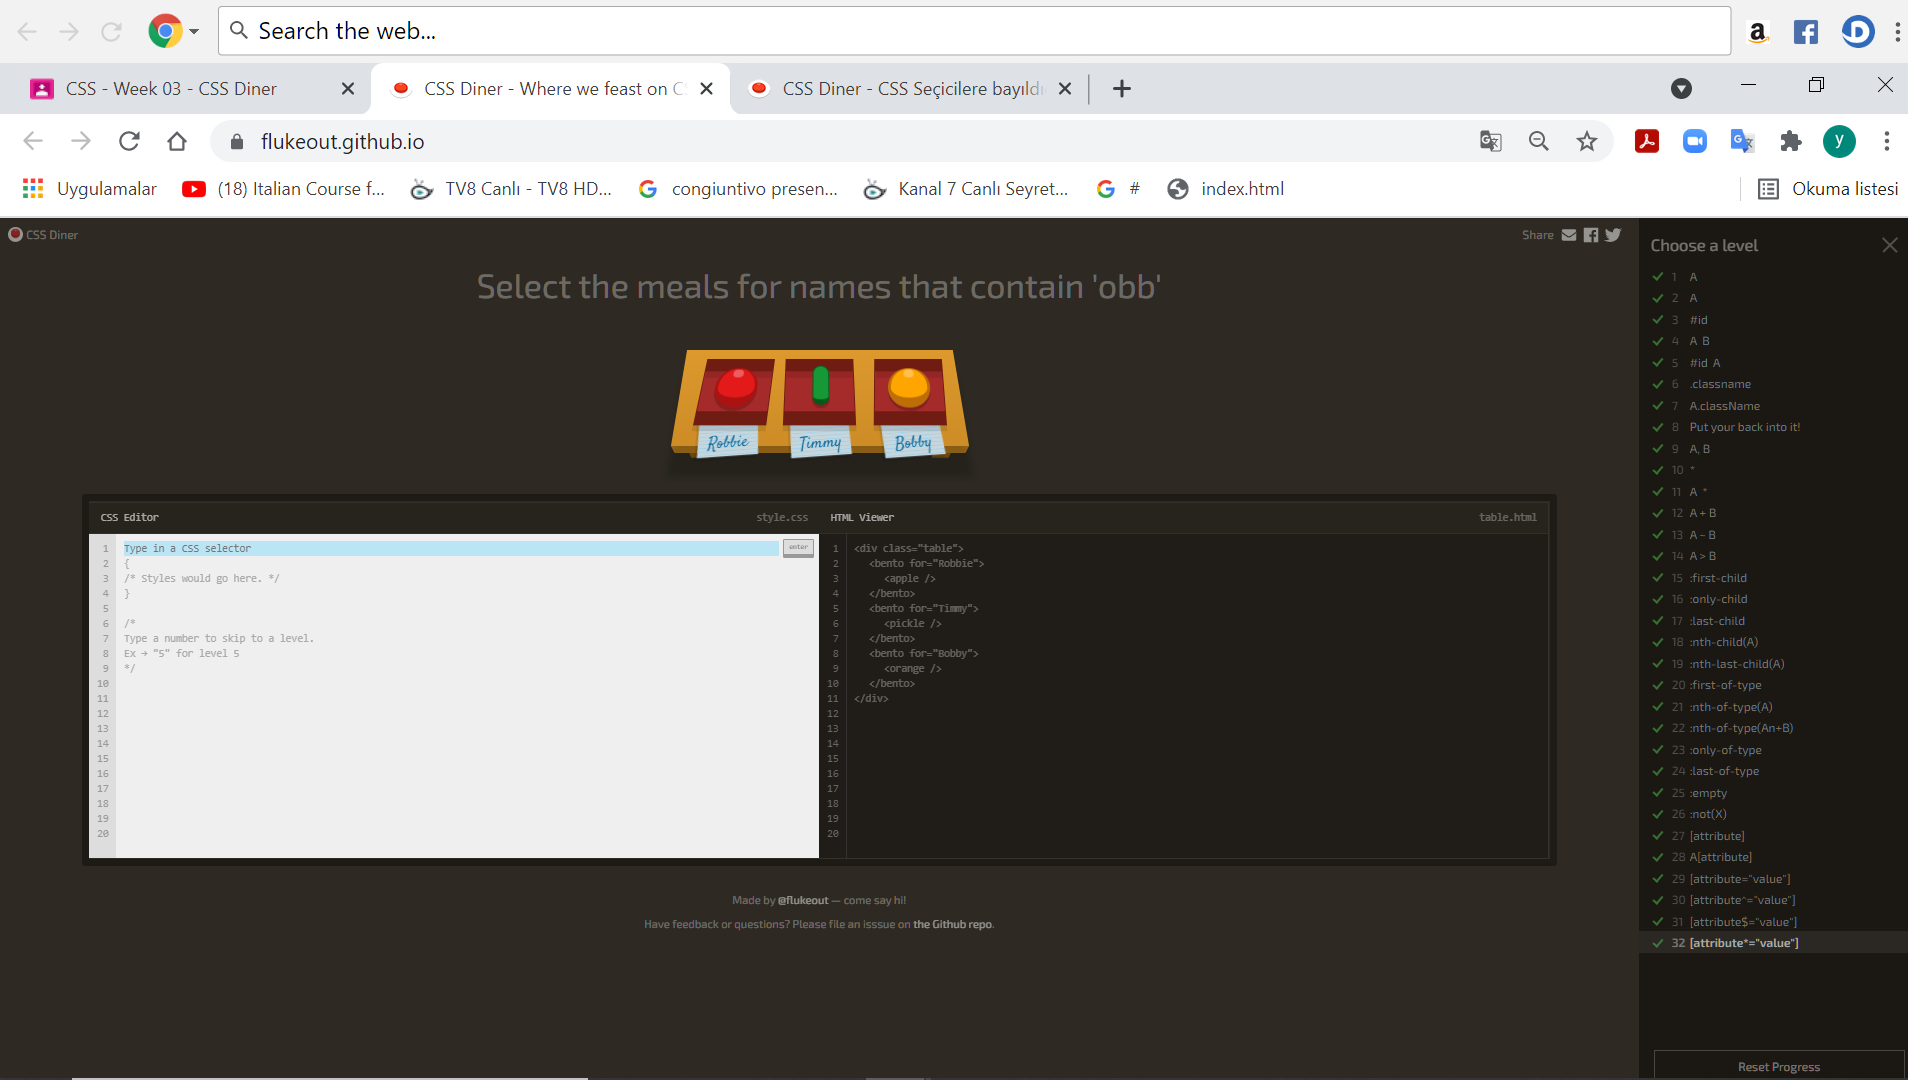 Search the web...
CSS - Week 03 - CSS Diner
CSS Diner - Where we feast on C
CSS Diner - CSS Seçicilere bayıldı
flukeout.github.io
Uygulamalar
(18) Italian Course f...
TV8 Canlı - TV8 HD...
congiuntivo presen...
Kanal 7 Canlı Seyret...
#
index.html
Okuma listesi
CSS Diner
Share
Select the meals for names that contain 'obb'
Robbie
Timmy
Bobby
CSS Editor
style.css
1 Type in a CSS selector
enter
2 {
3 /* Styles would go here. */
4 }
5
6 /*
7 Type a number to skip to a level.
8 Ex → "5" for level 5
9 */
10
11
12
13
14
15
16
17
18
19
20
HTML Viewer
table.html
1 <div class="table">
2 <bento for="Robbie">
3 <apple />
4 </bento>
5 <bento for="Timmy">
6 <pickle />
7 </bento>
8 <bento for="Bobby">
9 <orange />
10 </bento>
11 </div>
12
13
14
15
16
17
18
19
20
Made by @flukeout — come say hi!
Have feedback or questions? Please file an isssue on the Github repo.
Choose a level
1 A
2 A
3 #id
4 A B
5 #id A
6 .classname
7 A.className
8 Put your back into it!
9 A, B
10 *
11 A *
12 A + B
13 A ~ B
14 A > B
15 :first-child
16 :only-child
17 :last-child
18 :nth-child(A)
19 :nth-last-child(A)
20 :first-of-type
21 :nth-of-type(A)
22 :nth-of-type(An+B)
23 :only-of-type
24 :last-of-type
25 :empty
26 :not(X)
27 [attribute]
28 A[attribute]
29 [attribute="value"]
30 [attribute^="value"]
31 [attribute$="value"]
32 [attribute*="value"]
Reset Progress